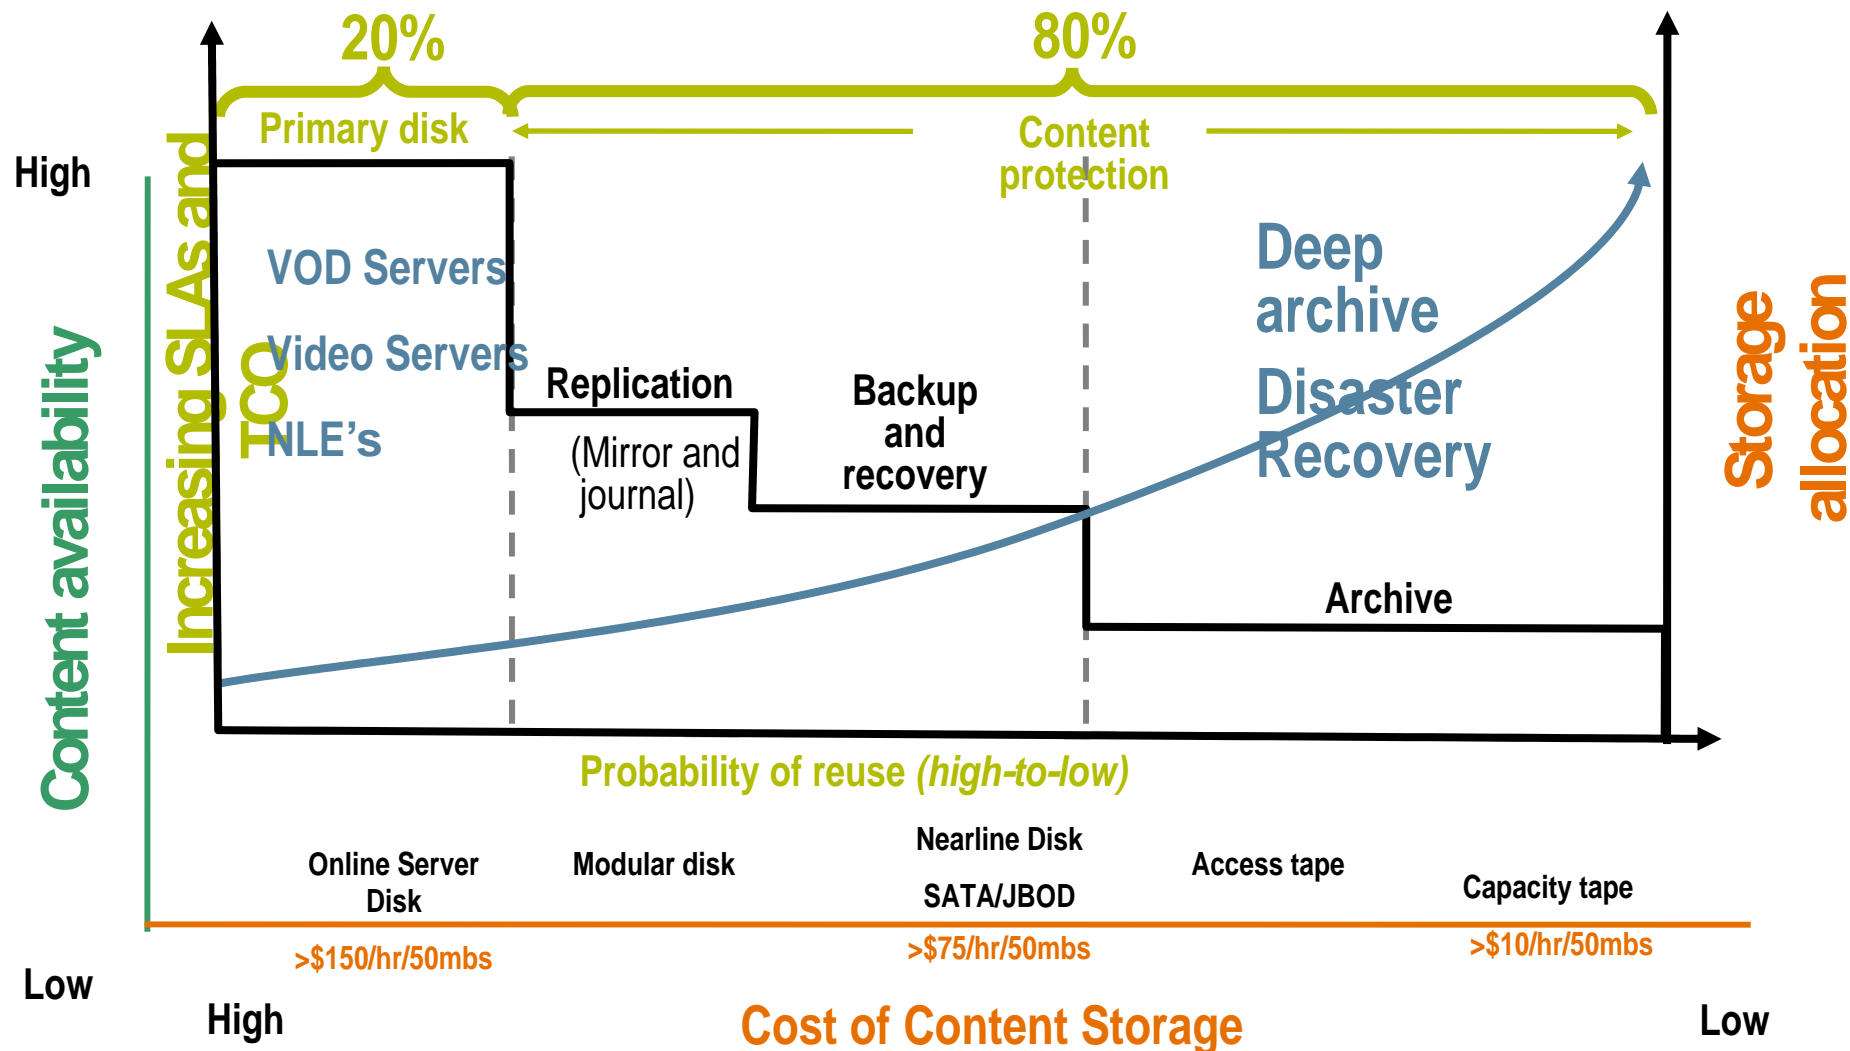 20%
80%
Primary disk
Content
protection
High
Increasing SLAs and
TCO
Content availability
VOD Servers
Video Servers
NLE’s
Replication
(Mirror and
journal)
Backup
and
recovery
Deep
archive
Disaster
Recovery
Archive
Storage
allocation
Probability of reuse (high-to-low)
Online Server
Disk
Modular disk
Nearline Disk
SATA/JBOD
Access tape
Capacity tape
>$150/hr/50mbs
>$75/hr/50mbs
>$10/hr/50mbs
Low
High
Cost of Content Storage
Low